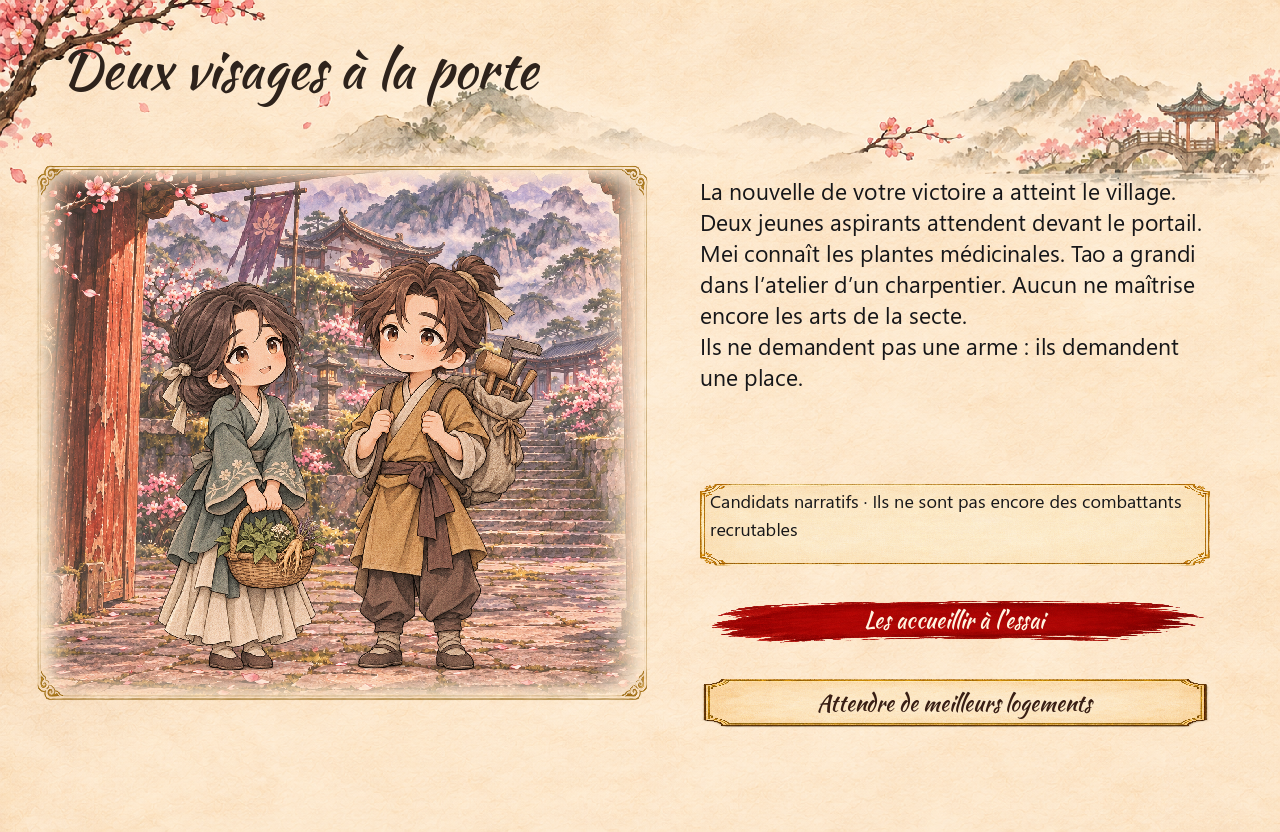 Deux visages à la porte
La nouvelle de votre victoire a atteint le village.
Deux jeunes aspirants attendent devant le portail.
Mei connaît les plantes médicinales. Tao a grandi
dans l’atelier d’un charpentier. Aucun ne maîtrise
encore les arts de la secte.
Ils ne demandent pas une arme : ils demandent
une place.
Candidats narratifs · Ils ne sont pas encore des combattants
recrutables
Les accueillir à l’essai
Attendre de meilleurs logements